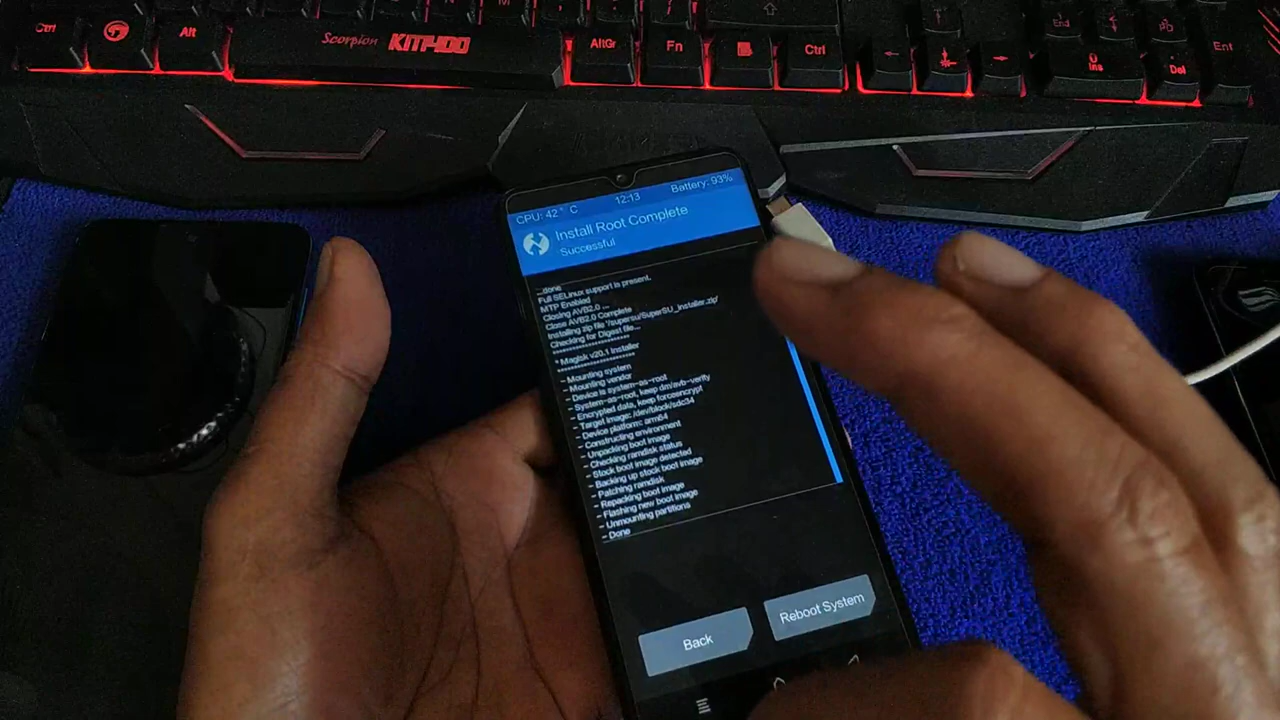 Ctrl
Alt
Scorpion KM400
AltGr
Fn
Ctrl
End
PD
Ent
0
Ins
Del
CPU: 42° C
12:13
Battery: 93%
Install Root Complete
Successful
...done
Full SELinux support is present.
MTP Enabled
Closing AVB2.0 ...
Close AVB2.0 Complete
Installing zip file '/supersu/SuperSU_installer.zip'
Checking for Digest file...
************************
* Magisk v20.1 Installer
************************
- Mounting system
- Mounting vendor
- Device is system-as-root
- System-as-root, keep dm/avb-verity
- Encrypted data, keep forceencrypt
- Target image: /dev/block/sdc34
- Device platform: arm64
- Constructing environment
- Unpacking boot image
- Checking ramdisk status
- Stock boot image detected
- Backing up stock boot image
- Patching ramdisk
- Repacking boot image
- Flashing new boot image
- Unmounting partitions
- Done
Back
Reboot System